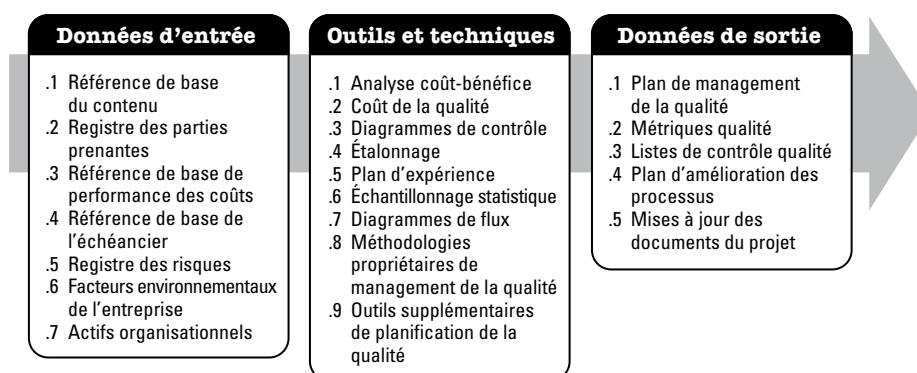 Données d'entrée
.1 Référence de base
du contenu
.2 Registre des parties
prenantes
.3 Référence de base de
performance des coûts
.4 Référence de base de
l'échéancier
.5 Registre des risques
.6 Facteurs environnementaux
de l'entreprise
.7 Actifs organisationnels
Outils et techniques
.1 Analyse coût-bénéfice
.2 Coût de la qualité
.3 Diagrammes de contrôle
.4 Étalonnage
.5 Plan d'expérience
.6 Échantillonnage statistique
.7 Diagrammes de flux
.8 Méthodologies
propriétaires de
management de la qualité
.9 Outils supplémentaires
de planification de la
qualité
Données de sortie
.1 Plan de management
de la qualité
.2 Métriques qualité
.3 Listes de contrôle qualité
.4 Plan d'amélioration des
processus
.5 Mises à jour des
documents du projet